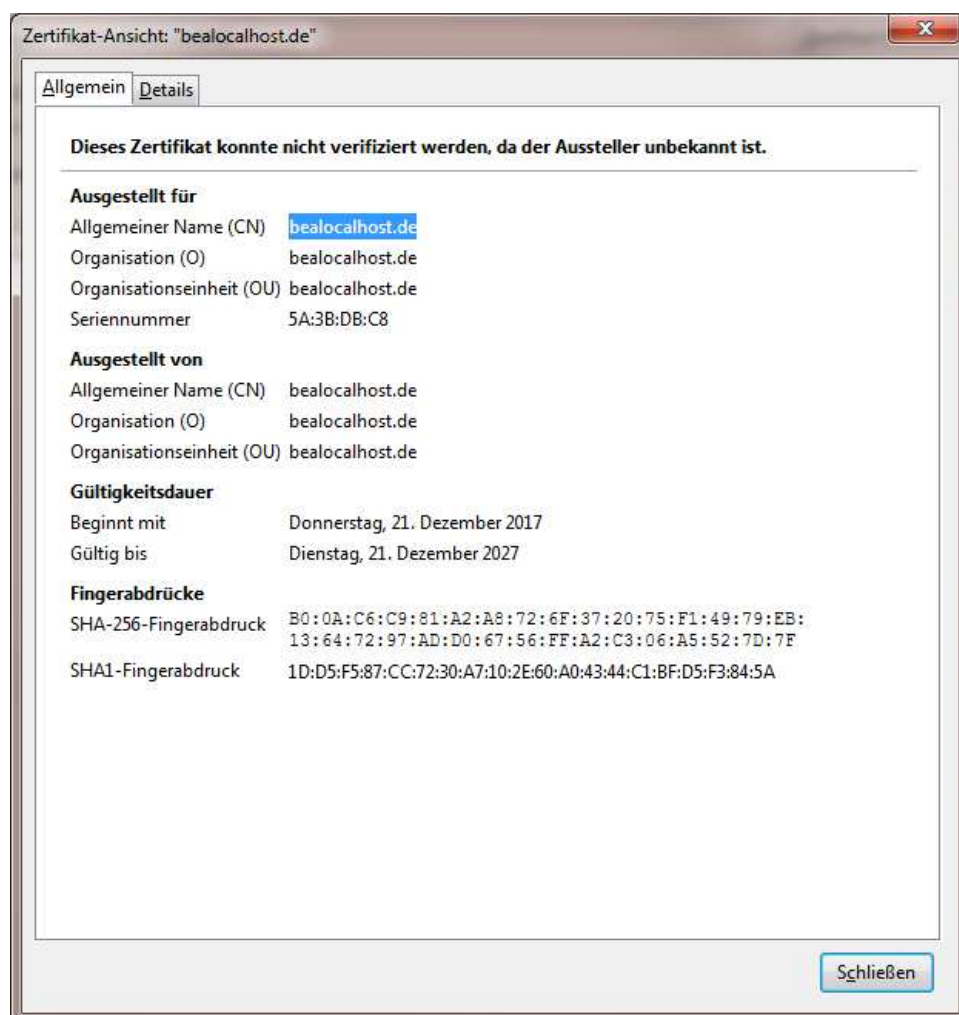 Zertifikat-Ansicht: "bealocalhost.de"
Allgemein Details
Dieses Zertifikat konnte nicht verifiziert werden, da der Aussteller unbekannt ist.
Ausgestellt für
Allgemeiner Name (CN) bealocalhost.de
Organisation (O) bealocalhost.de
Organisationseinheit (OU) bealocalhost.de
Seriennummer 5A:3B:DB:C8
Ausgestellt von
Allgemeiner Name (CN) bealocalhost.de
Organisation (O) bealocalhost.de
Organisationseinheit (OU) bealocalhost.de
Gültigkeitsdauer
Beginnt mit Donnerstag, 21. Dezember 2017
Gültig bis Dienstag, 21. Dezember 2027
Fingerabdrücke
SHA-256-Fingerabdruck B0:0A:C6:C9:81:A2:A8:72:6F:37:20:75:F1:49:79:EB:
13:64:72:97:AD:D0:67:56:FF:A2:C3:06:A5:52:7D:7F
SHA1-Fingerabdruck 1D:D5:F5:87:CC:72:30:A7:10:2E:60:A0:43:44:C1:BF:D5:F3:84:5A
Schließen